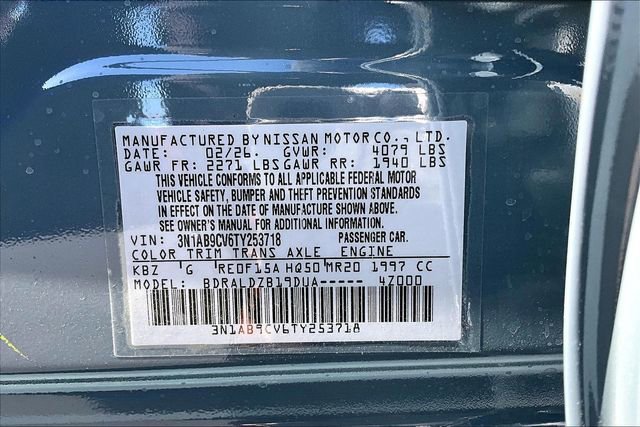 MANUFACTURED BY NISSAN MOTOR CO., LTD.
DATE: 02/26. GVWR: 4079 LBS
GAWR FR: 2271 LBS GAWR RR: 1940 LBS
THIS VEHICLE CONFORMS TO ALL APPLICABLE FEDERAL MOTOR
VEHICLE SAFETY, BUMPER AND THEFT PREVENTION STANDARDS
IN EFFECT ON THE DATE OF MANUFACTURE SHOWN ABOVE.
SEE OWNER'S MANUAL FOR ADDITIONAL INFORMATION.
VIN: 3N1AB9CV6TY253718 PASSENGER CAR.
COLOR TRIM TRANS AXLE ENGINE
KBZ G RE0F15A HQ50 MR20 1997 CC
MODEL: BDRALDZB19DUA----- 47000
3N1AB9CV6TY253718